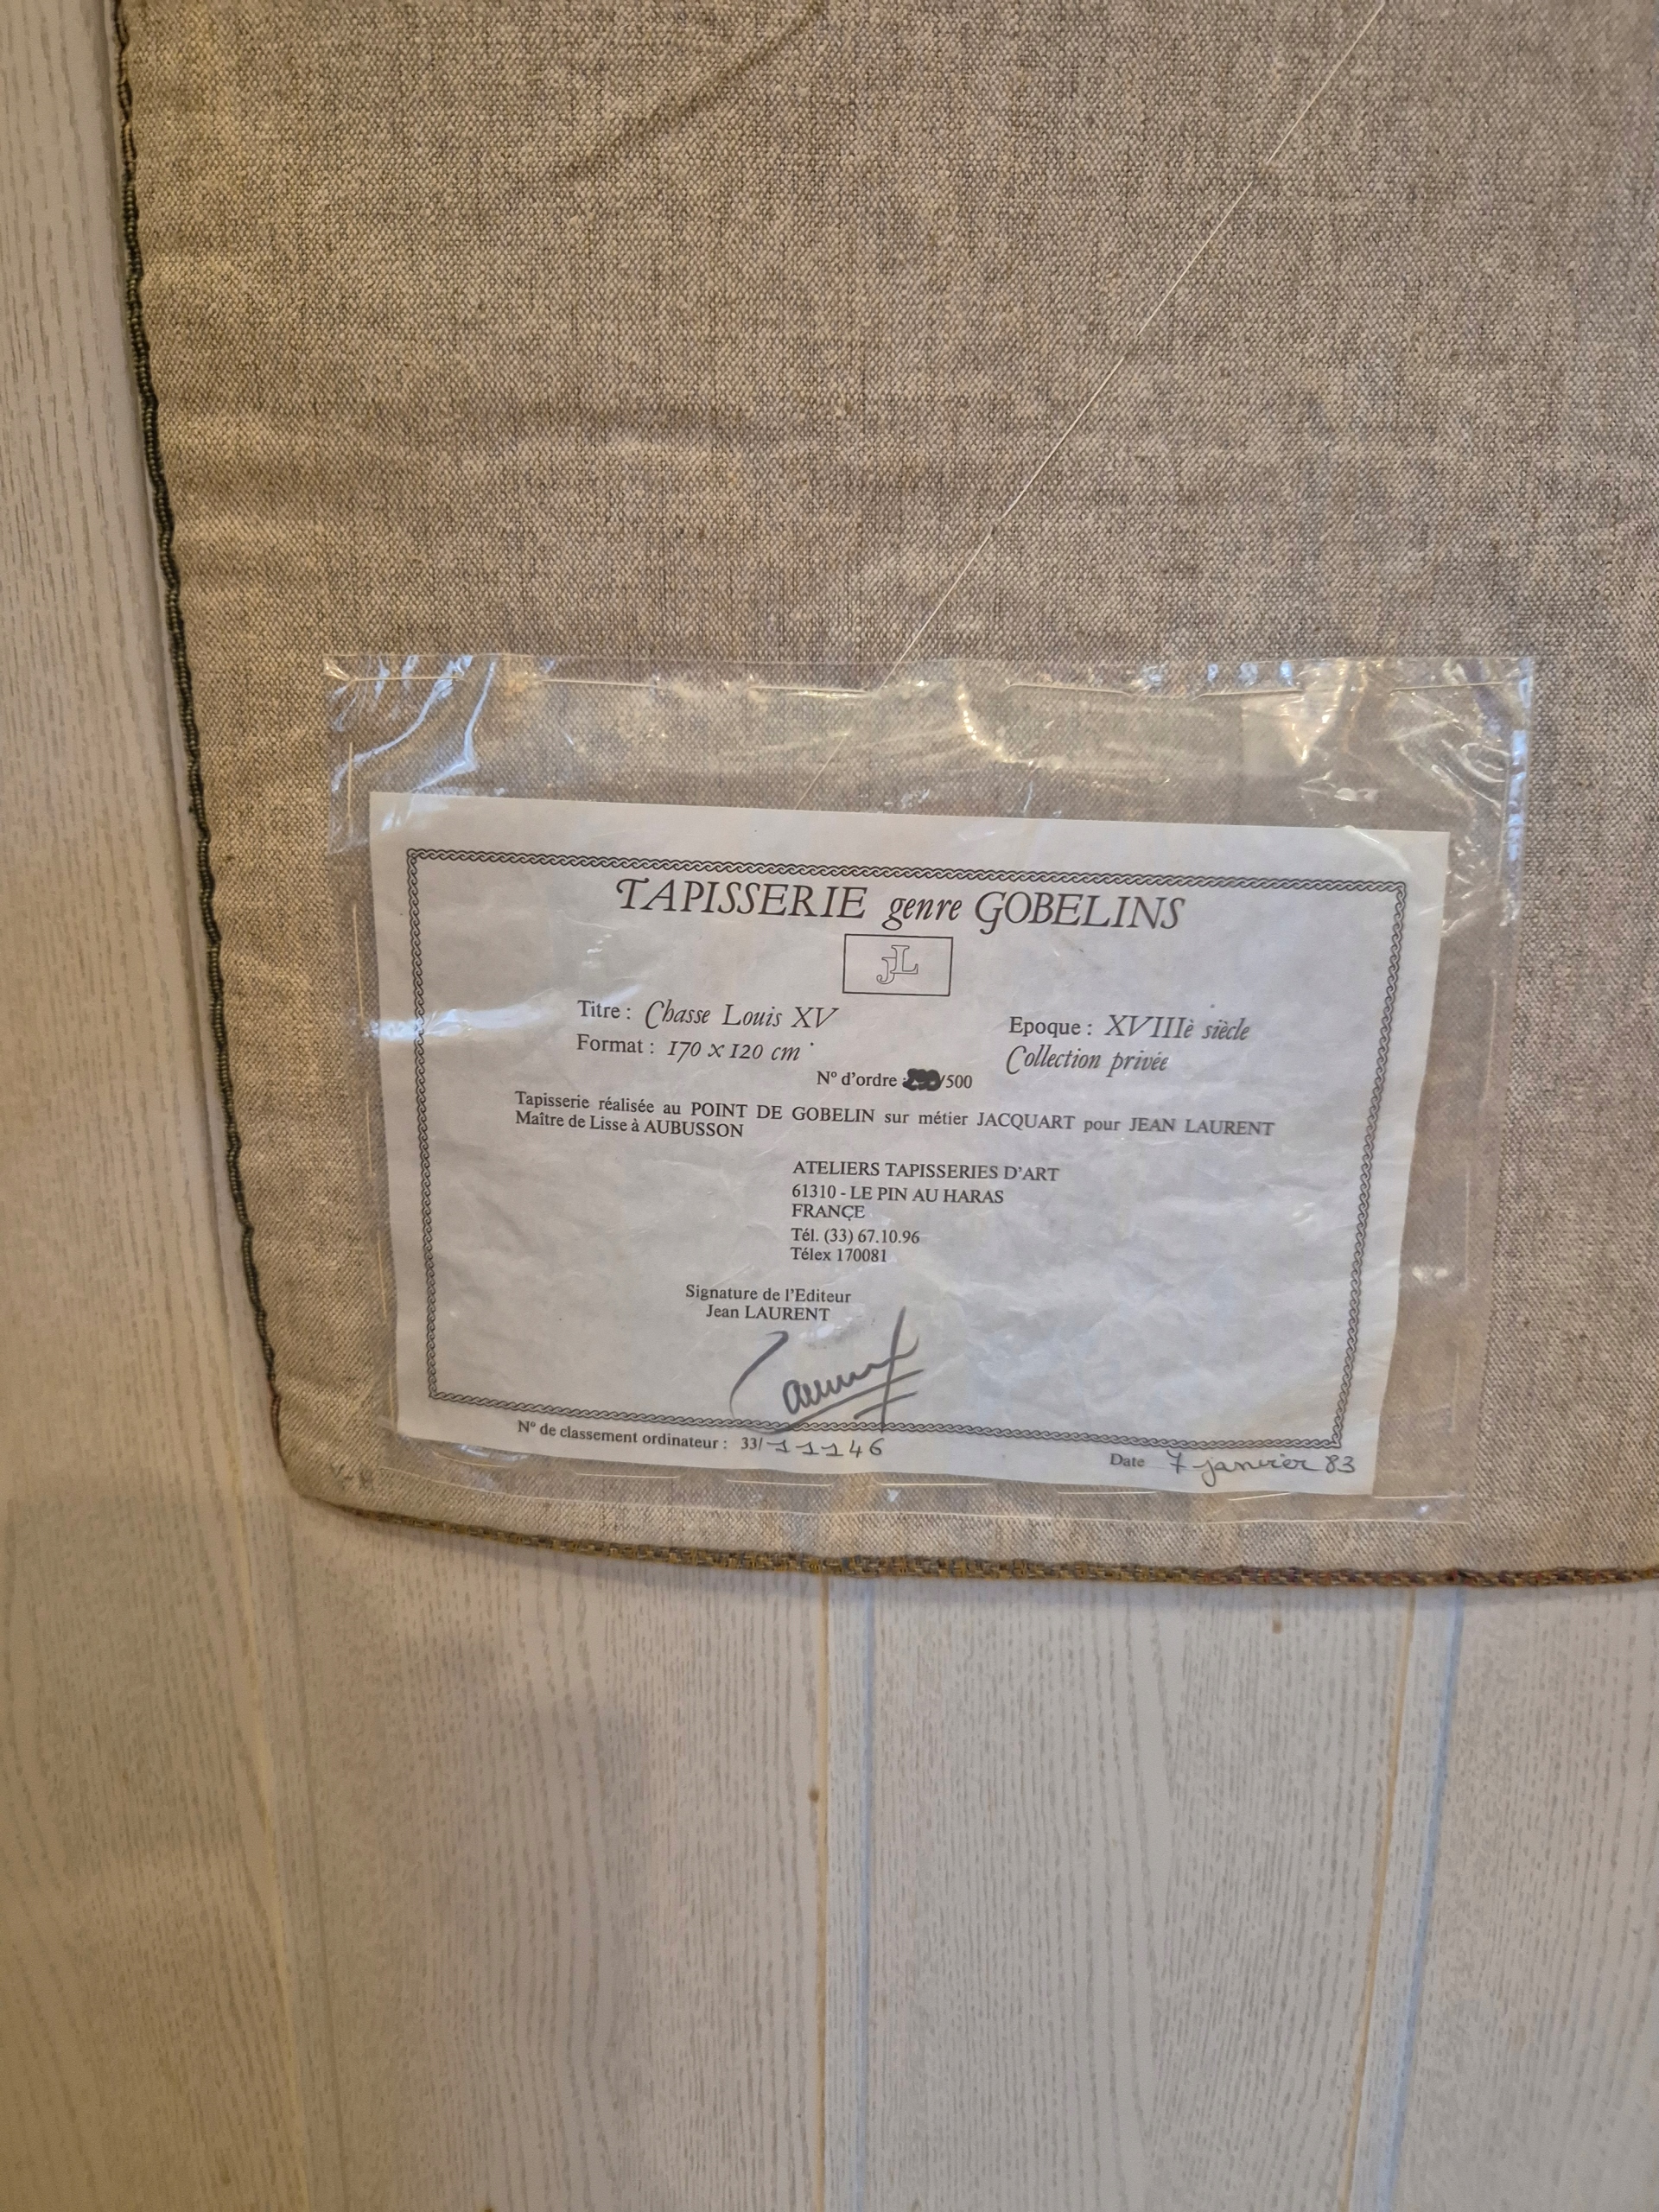 TAPISSERIE genre GOBELINS
JL
Titre : Chasse Louis XV
Epoque : XVIIIè siècle
Format : 170 x 120 cm
Collection privée
N° d'ordre /500
Tapisserie réalisée au POINT DE GOBELIN sur métier JACQUART pour JEAN LAURENT
Maître de Lisse à AUBUSSON
ATELIERS TAPISSERIES D'ART
61310 - LE PIN AU HARAS
FRANÇE
Tél. (33) 67.10.96
Télex 170081
Signature de l'Editeur
Jean LAURENT
Laurent
N° de classement ordinateur : 33/11146
Date 7 janvier 83